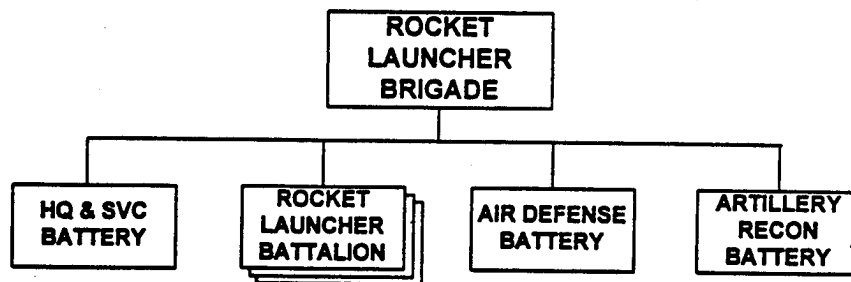 ROCKET
LAUNCHER
BRIGADE
HQ & SVC
BATTERY
ROCKET
LAUNCHER
BATTALION
AIR DEFENSE
BATTERY
ARTILLERY
RECON
BATTERY